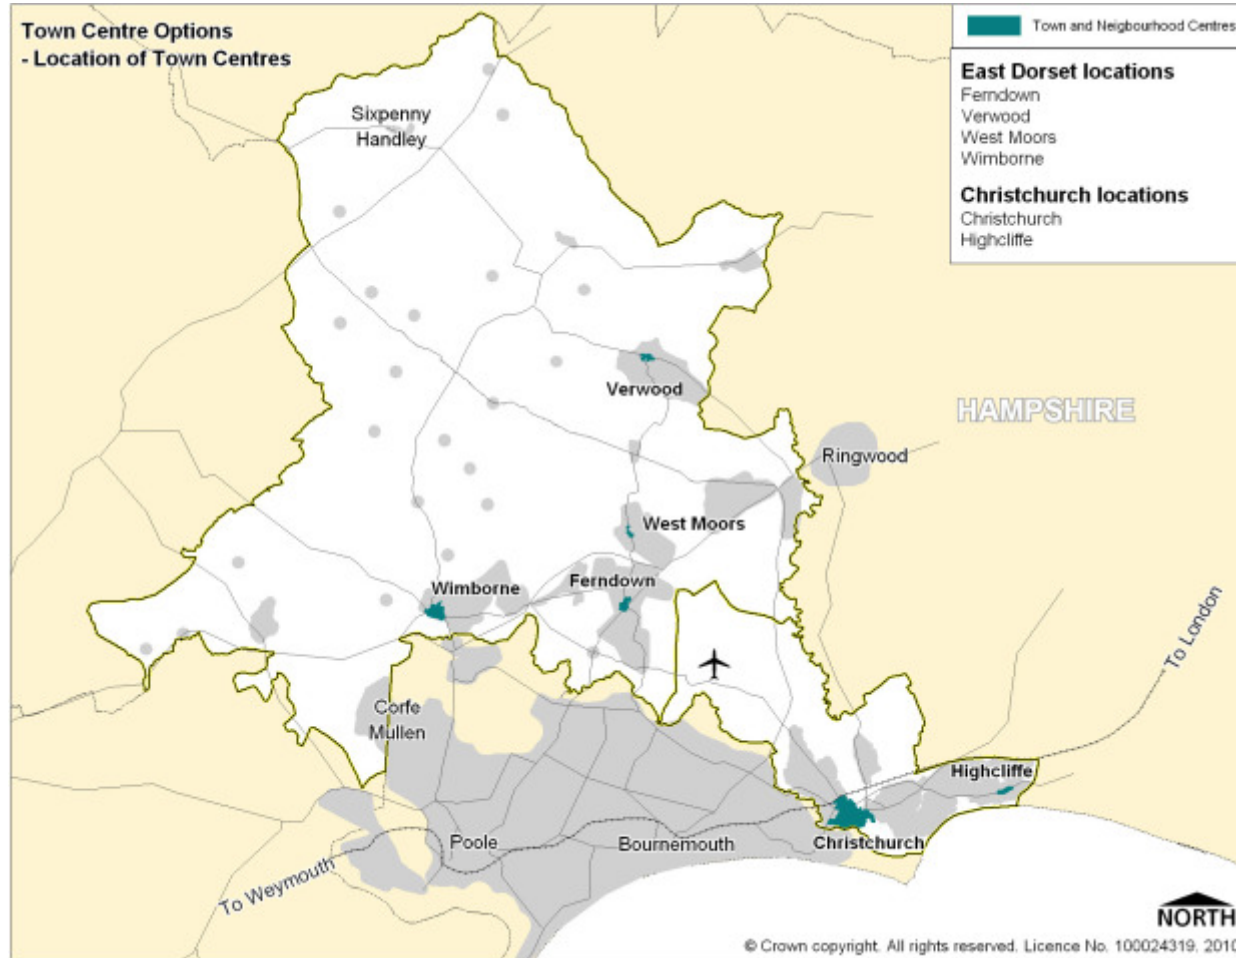 Town Centre Options
- Location of Town Centres
Town and Neigbourhood Centres
East Dorset locations
Ferndown
Verwood
West Moors
Wimborne
Christchurch locations
Christchurch
Highcliffe
Sixpenny
Handley
Verwood
HAMPSHIRE
Ringwood
West Moors
Wimborne
Ferndown
To London
Corfe
Mullen
Highcliffe
Poole
Bournemouth
Christchurch
To Weymouth
NORTH
© Crown copyright. All rights reserved. Licence No. 100024319. 2010